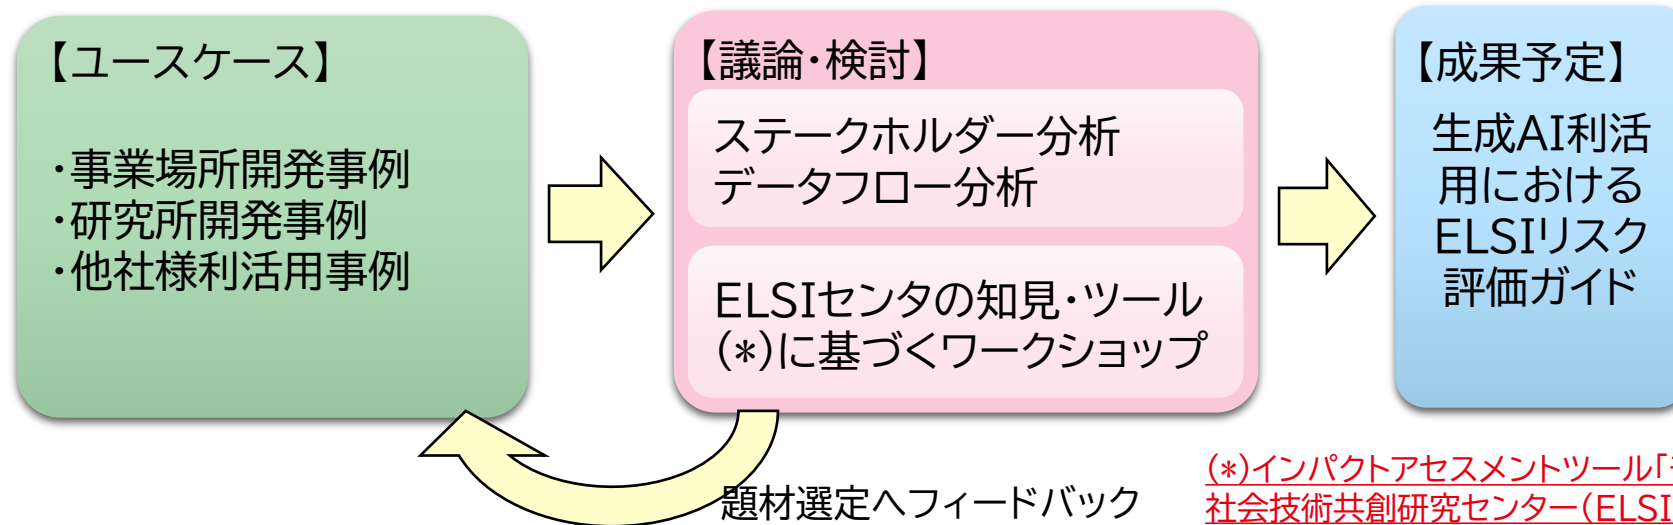 【ユースケース】
・事業場所開発事例
・研究所開発事例
・他社様利活用事例
【議論・検討】
ステークホルダー分析
データフロー分析
ELSIセンタの知見・ツール
(*)に基づくワークショップ
【成果予定】
生成AI利活
用における
ELSIリスク
評価ガイド
題材選定へフィードバック
(*)インパクトアセスメントツール「
社会技術共創研究センター(ELSI